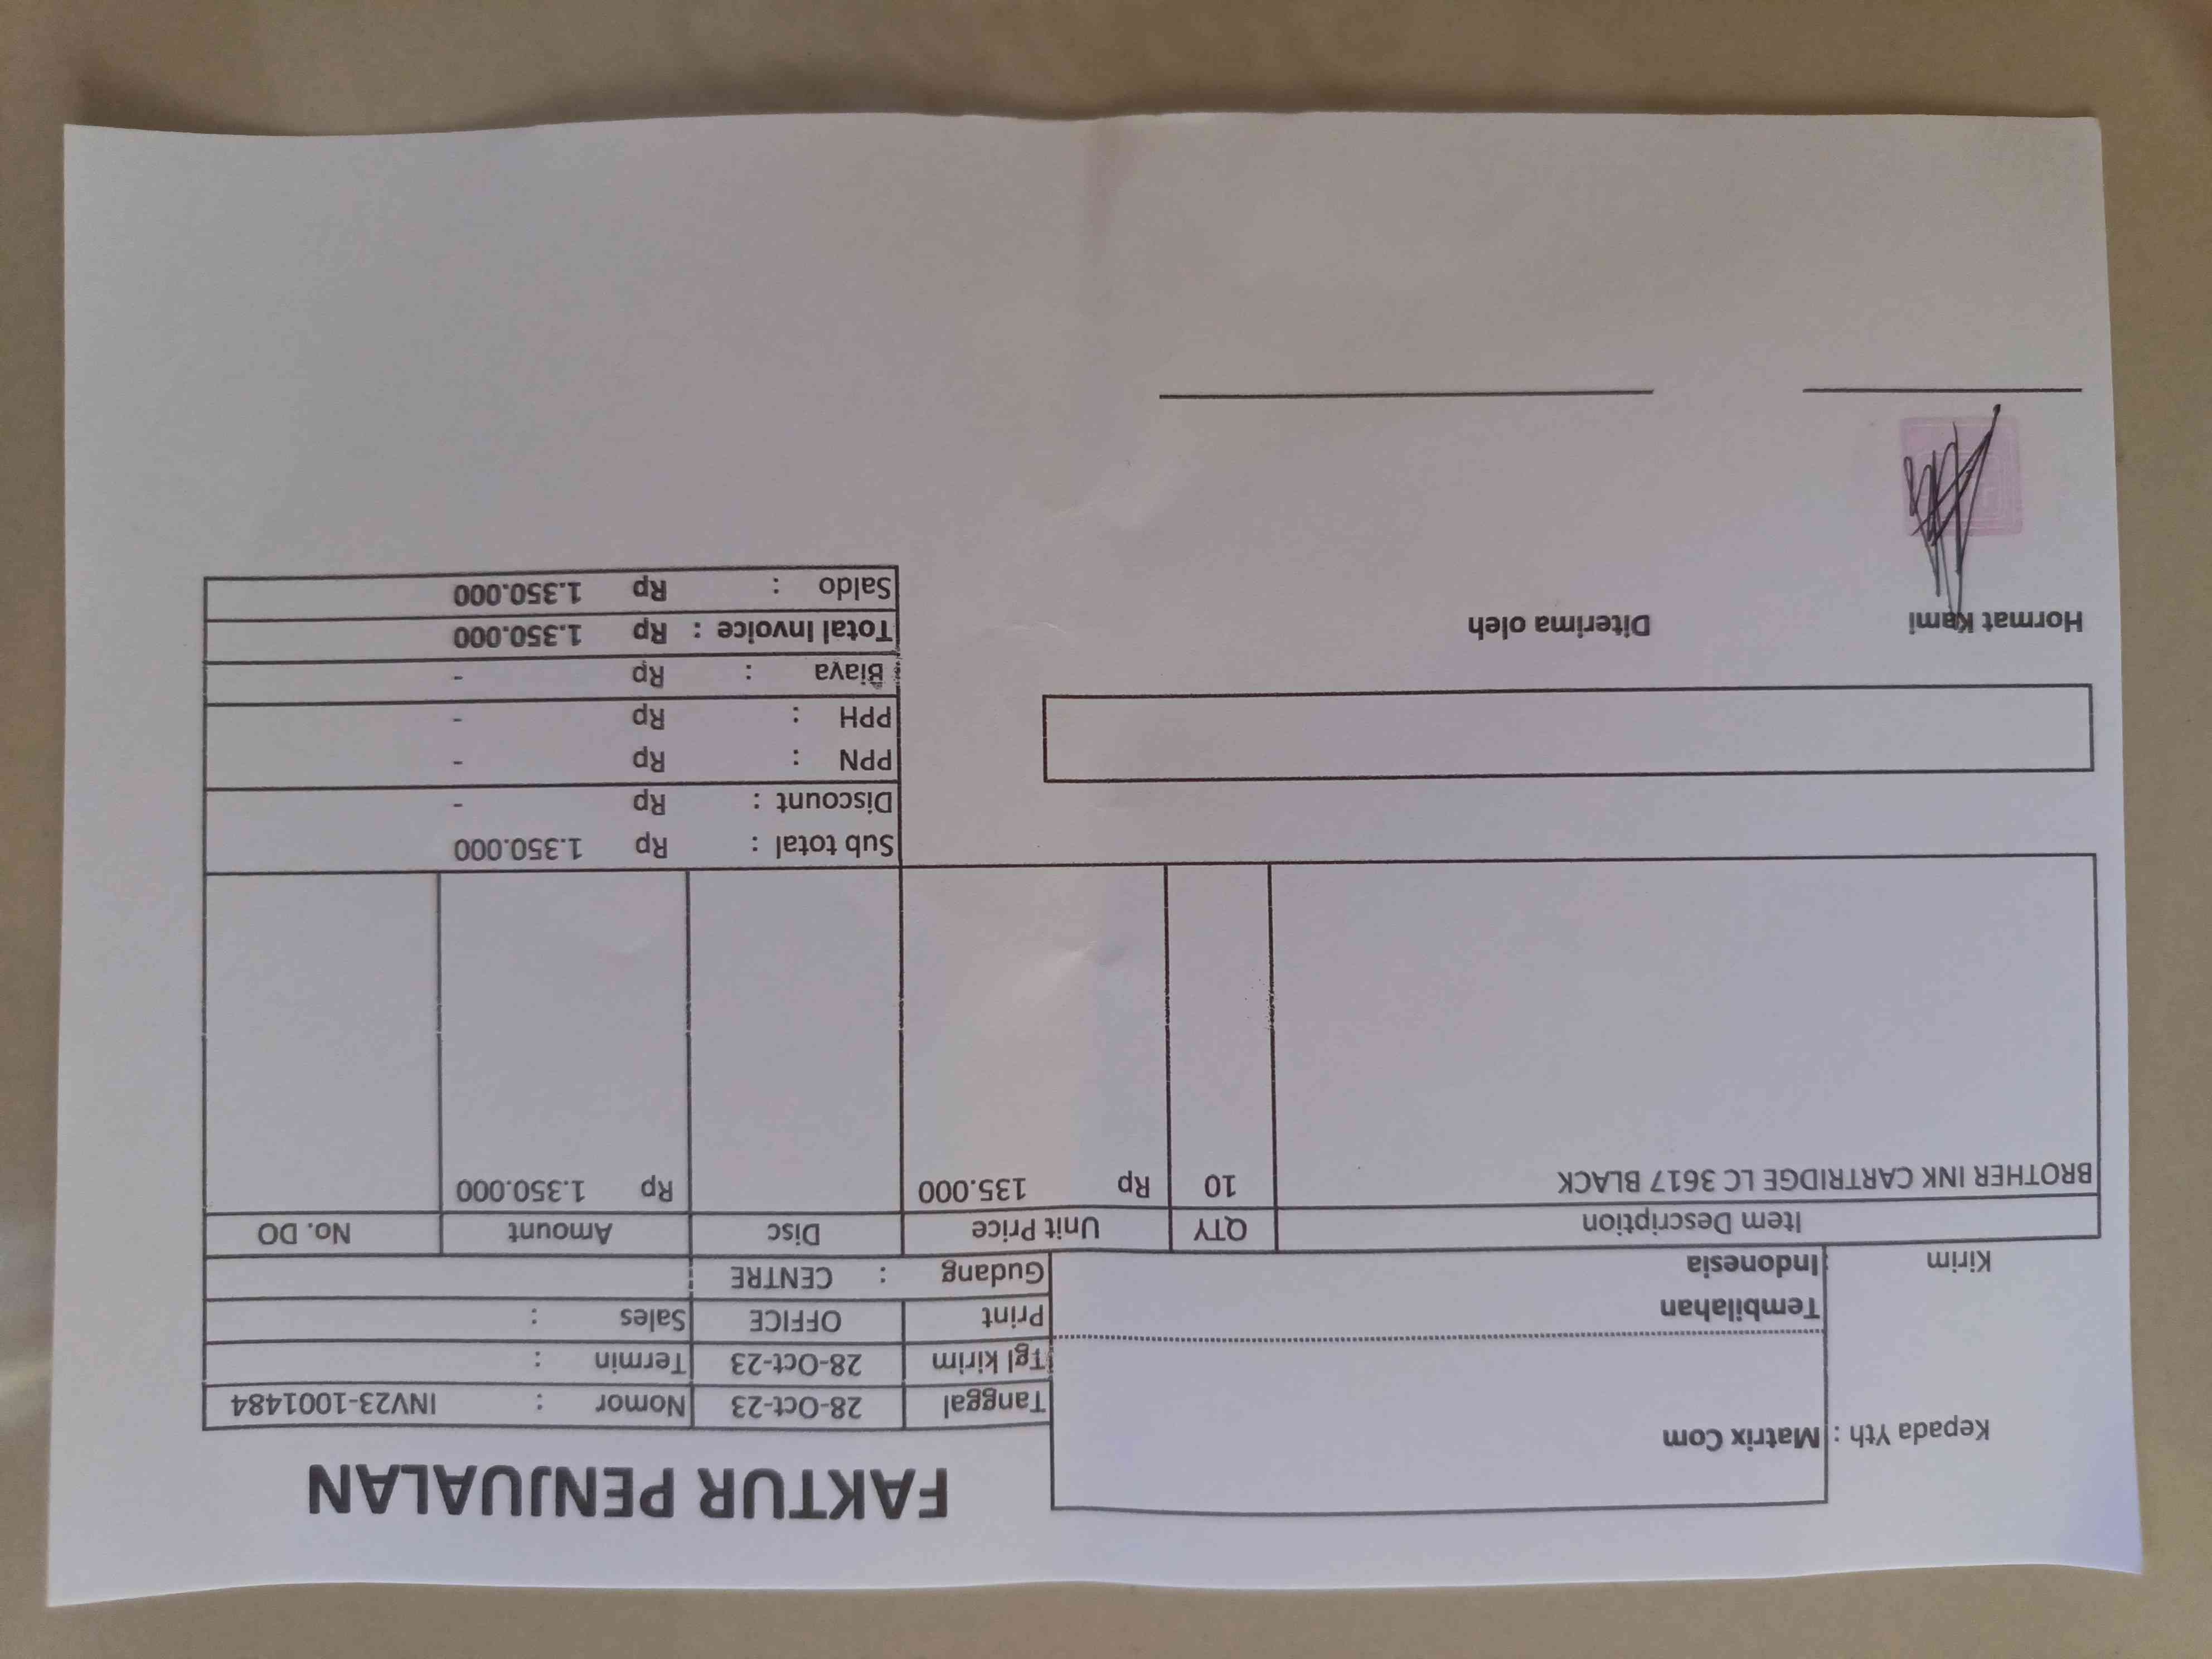 FAKTUR PENJUALAN
Kepada Yth : Matrix Com
Tanggal 28-Oct-23 Nomor : INV23-1001484
Tgl kirim 28-Oct-23 Termin :
Tembilahan Print OFFICE Sales :
Kirim Indonesia Gudang : CENTRE
Item Description QTY Unit Price Disc Amount No. DO
BROTHER INK CARTRIDGE LC 3617 BLACK 10 Rp 135.000 Rp 1.350.000
Sub total : Rp 1.350.000
Discount : Rp -
PPN : Rp -
PPH : Rp -
Biaya : Rp -
Hormat Kami Diterima oleh Total Invoice : Rp 1.350.000
Saldo : Rp 1.350.000